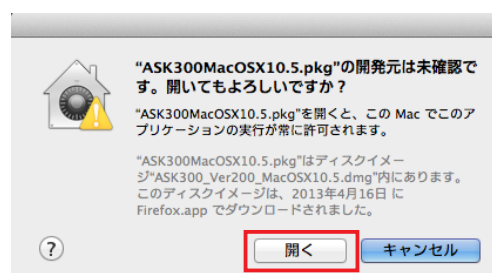 “ASK300MacOSX10.5.pkg”の開発元は未確認で
す。開いてもよろしいですか？
“ASK300MacOSX10.5.pkg”を開くと、この Mac でこのア
プリケーションの実行が常に許可されます。
“ASK300MacOSX10.5.pkg”はディスクイメー
ジ“ASK300_Ver200_MacOSX10.5.dmg”内にあります。
このディスクイメージは、2013年4月16日 に
Firefox.app でダウンロードされました。
?
開く
キャンセル